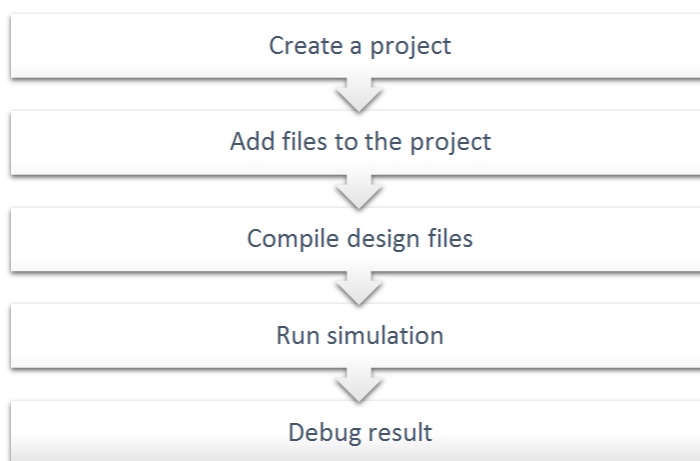 Create a project
Add files to the project
Compile design files
Run simulation
Debug result